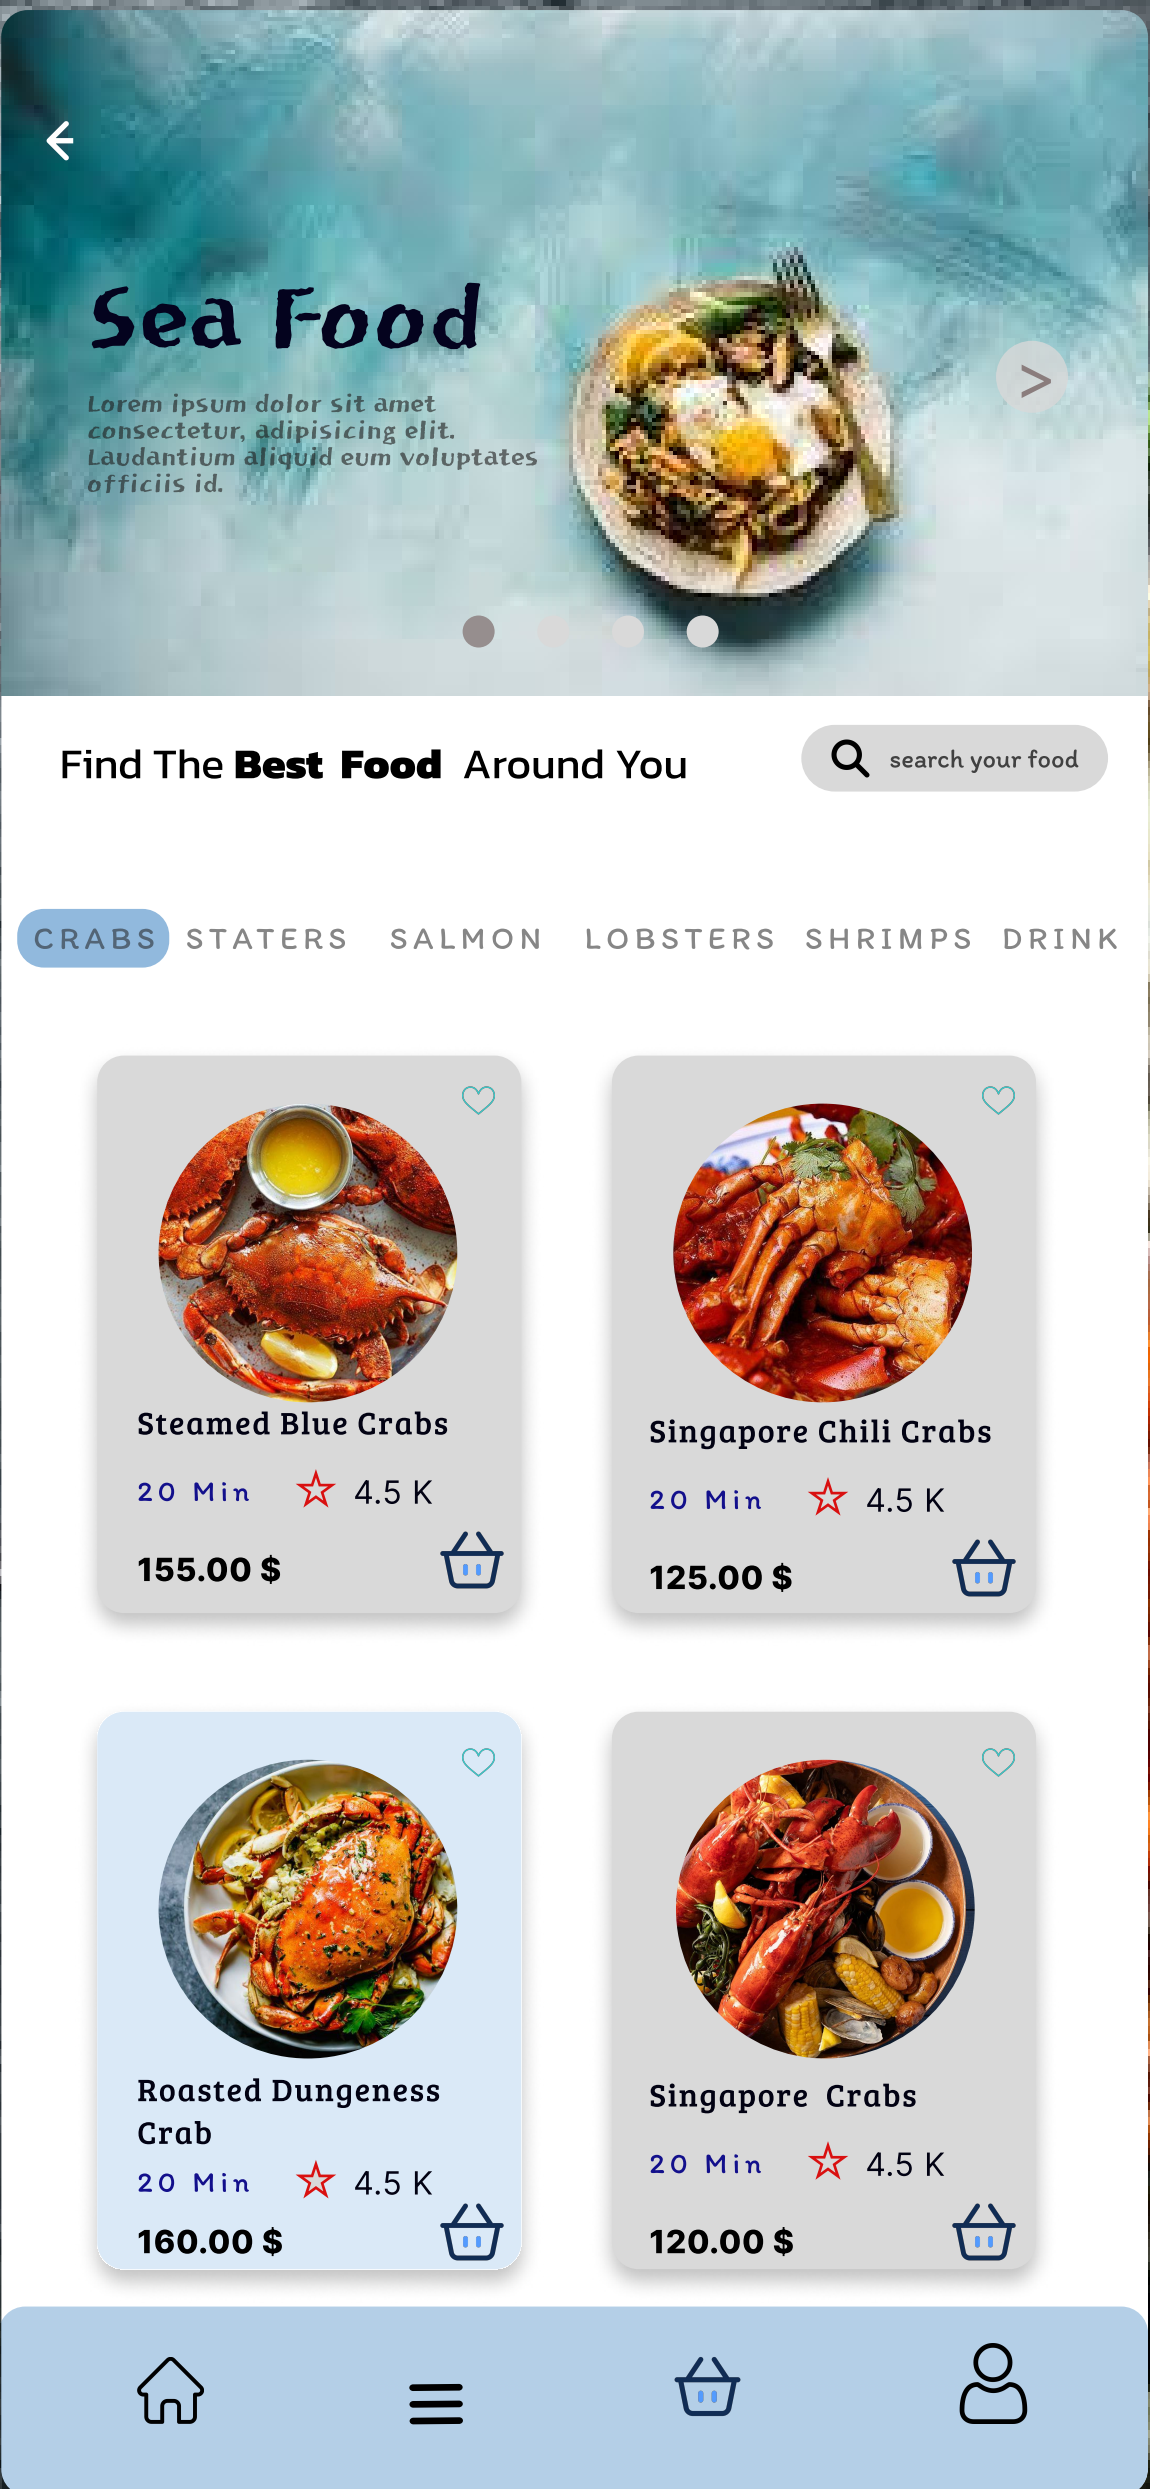 Sea Food
Lorem ipsum dolor sit amet
consectetur, adipisicing elit.
Laudantium aliquid eum voluptates
officiis id.
>
Find The Best Food Around You
search your food
CRABS STATERS SALMON LOBSTERS SHRIMPS DRINK
Steamed Blue Crabs
20 Min 4.5 K
155.00 $
Singapore Chili Crabs
20 Min 4.5 K
125.00 $
Roasted Dungeness
Crab
20 Min 4.5 K
160.00 $
Singapore Crabs
20 Min 4.5 K
120.00 $